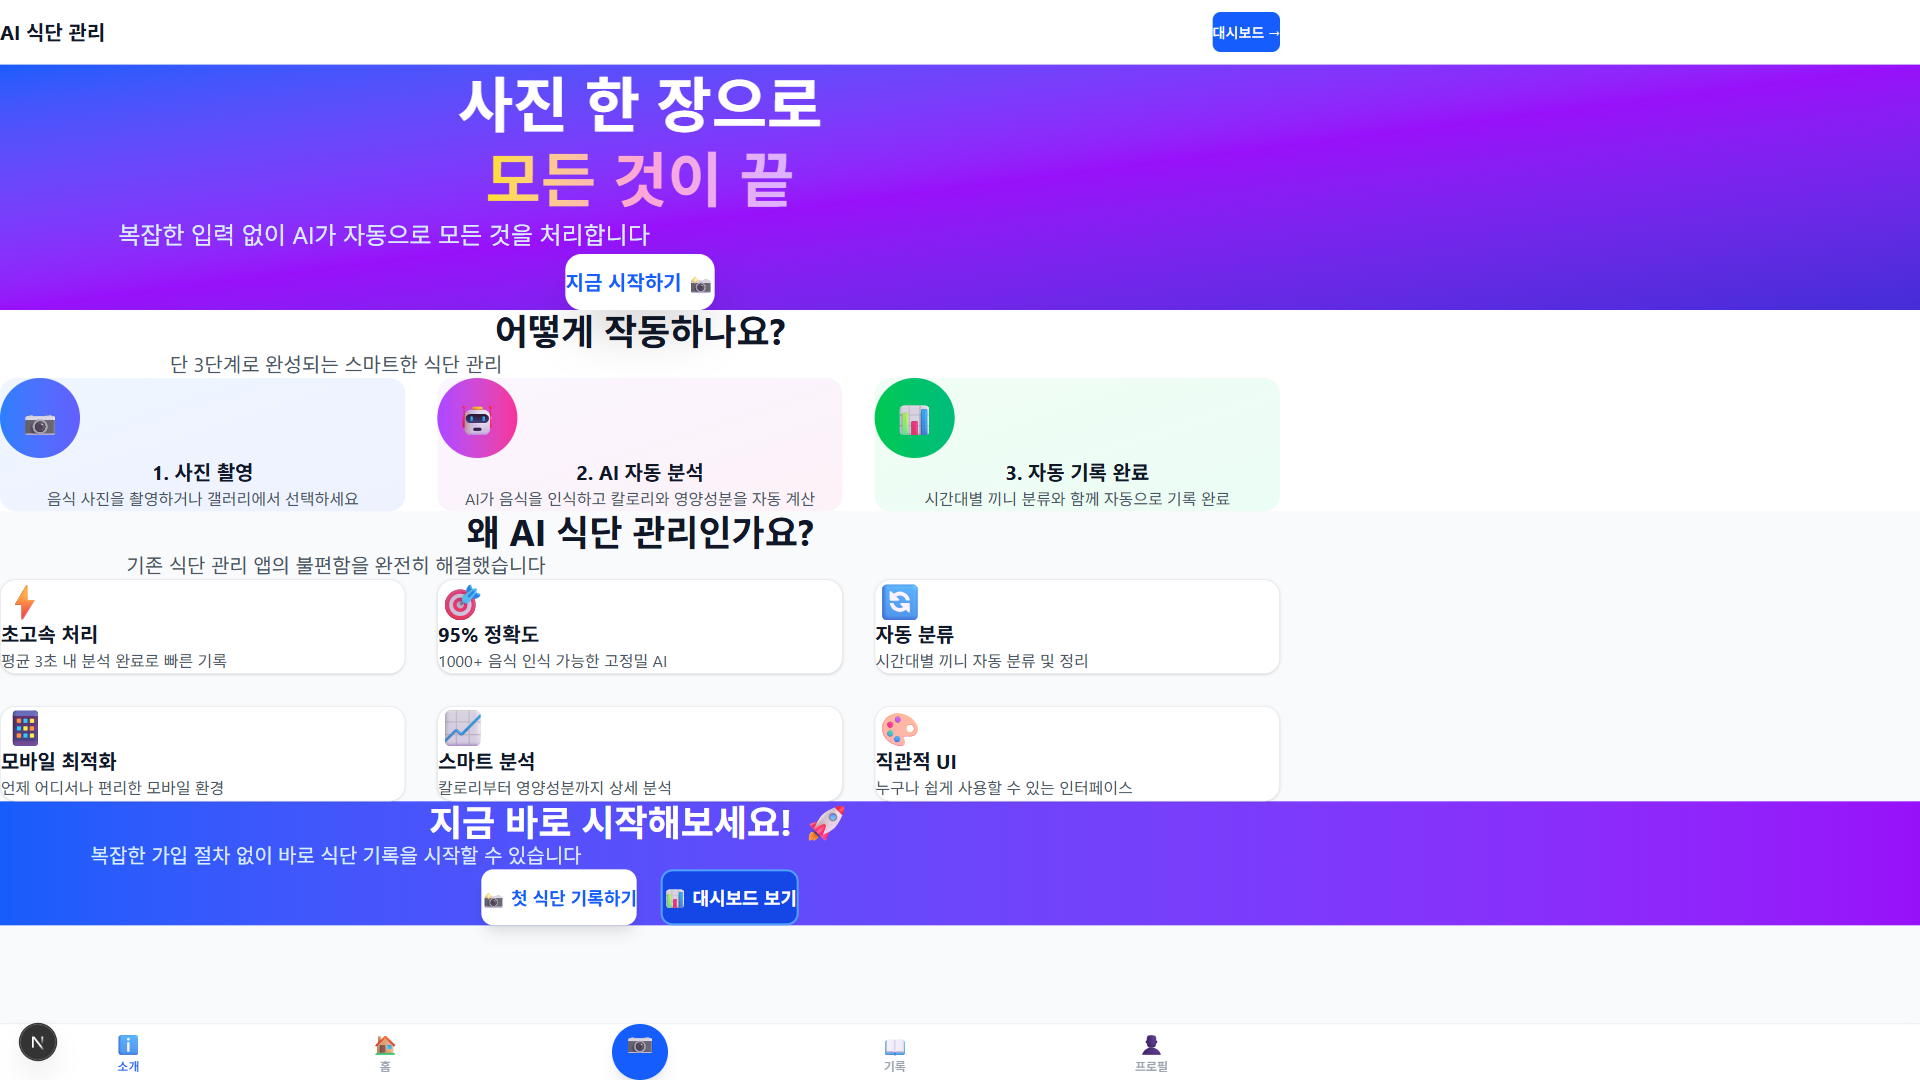 AI 식단 관리
대시보드 →
사진 한 장으로
모든 것이 끝
복잡한 입력 없이 AI가 자동으로 모든 것을 처리합니다
지금 시작하기
어떻게 작동하나요?
단 3단계로 완성되는 스마트한 식단 관리
1. 사진 촬영
음식 사진을 촬영하거나 갤러리에서 선택하세요
2. AI 자동 분석
AI가 음식을 인식하고 칼로리와 영양성분을 자동 계산
3. 자동 기록 완료
시간대별 끼니 분류와 함께 자동으로 기록 완료
왜 AI 식단 관리인가요?
기존 식단 관리 앱의 불편함을 완전히 해결했습니다
초고속 처리
평균 3초 내 분석 완료로 빠른 기록
95% 정확도
1000+ 음식 인식 가능한 고정밀 AI
자동 분류
시간대별 끼니 자동 분류 및 정리
모바일 최적화
언제 어디서나 편리한 모바일 환경
스마트 분석
칼로리부터 영양성분까지 상세 분석
직관적 UI
누구나 쉽게 사용할 수 있는 인터페이스
지금 바로 시작해보세요!
복잡한 가입 절차 없이 바로 식단 기록을 시작할 수 있습니다
첫 식단 기록하기
대시보드 보기
N
소개
홈
기록
프로필